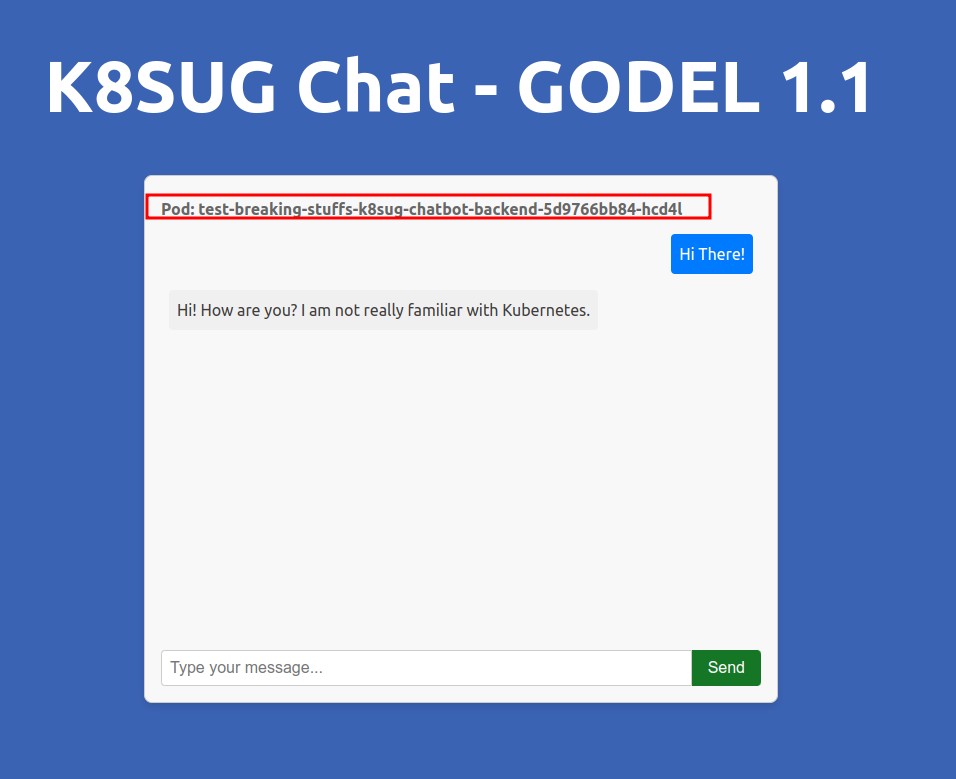 K8SUG Chat - GODEL 1.1
Pod: test-breaking-stuffs-k8sug-chatbot-backend-5d9766bb84-hcd4l
Hi There!
Hi! How are you? I am not really familiar with Kubernetes.
Type your message...
Send